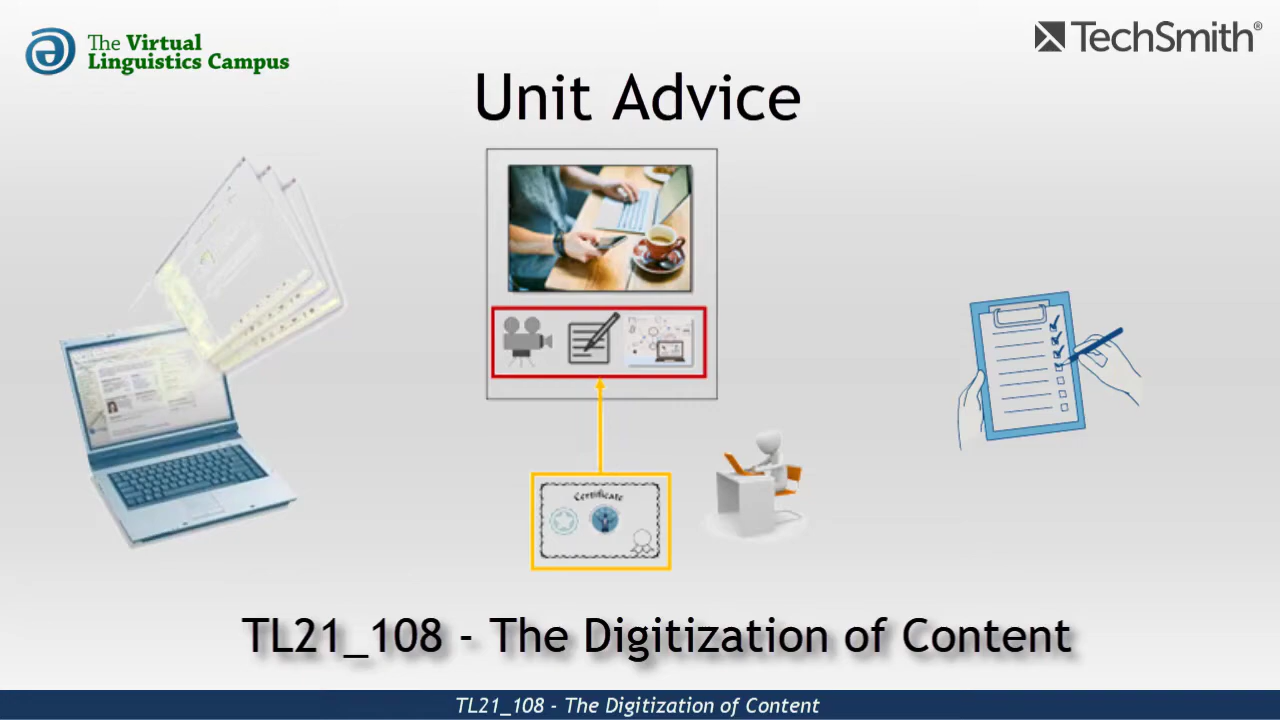 The Virtual
Linguistics Campus
TechSmith®
Unit Advice
Certificate
TL21_108 - The Digitization of Content
TL21_108 - The Digitization of Content